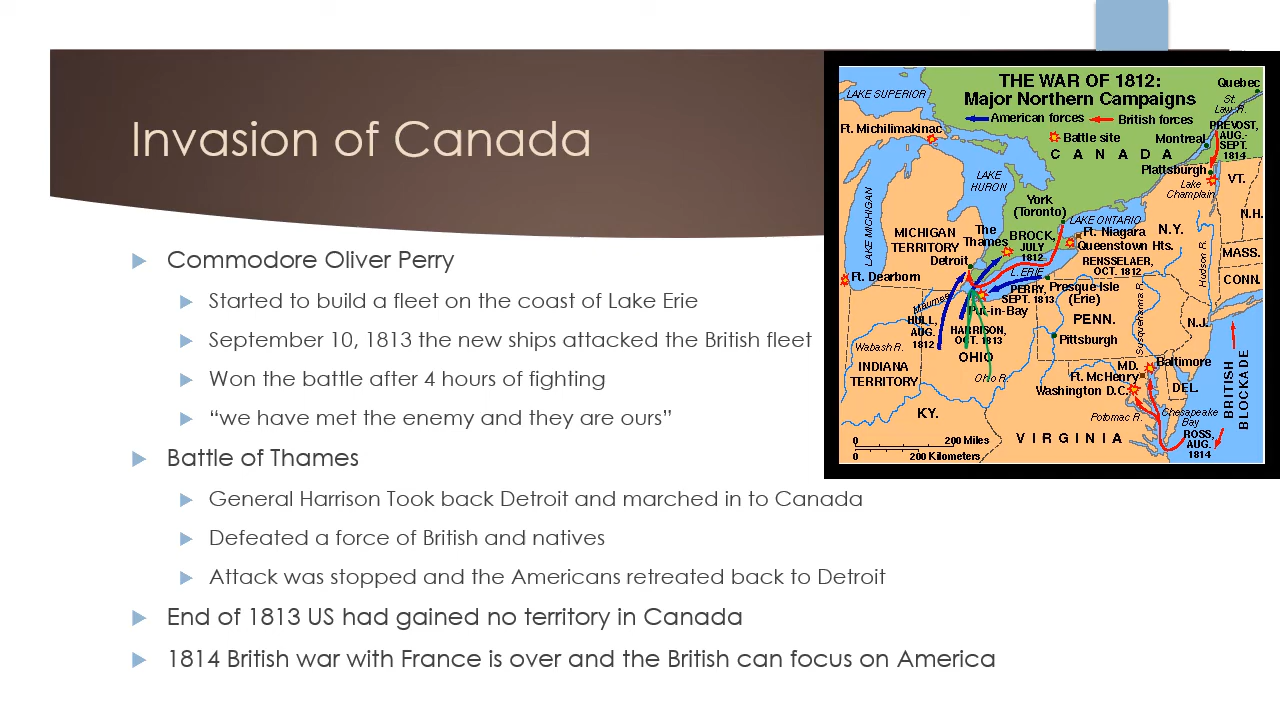 Invasion of Canada
Commodore Oliver Perry
Started to build a fleet on the coast of Lake Erie
September 10, 1813 the new ships attacked the British fleet
Won the battle after 4 hours of fighting
“we have met the enemy and they are ours”
Battle of Thames
General Harrison Took back Detroit and marched in to Canada
Defeated a force of British and natives
Attack was stopped and the Americans retreated back to Detroit
End of 1813 US had gained no territory in Canada
1814 British war with France is over and the British can focus on America
THE WAR OF 1812:
Major Northern Campaigns
American forces
British forces
Battle site
LAKE SUPERIOR
Quebec
St.
Law. R.
Ft. Michilimakinac
PREVOST,
AUG.-
SEPT.
1814
Montreal
CANADA
Plattsburgh
Lake
Champlain
VT.
LAKE
HURON
LAKE MICHIGAN
York
(Toronto)
LAKE ONTARIO
N.H.
MICHIGAN
TERRITORY
The
Thames
BROCK,
JULY
1812
Ft. Niagara
Queenstown Hts.
N.Y.
Hudson R.
MASS.
Detroit
RENSSELAER,
OCT. 1812
CONN.
Ft. Dearborn
L. ERIE
PERRY,
SEPT. 1813
Presque Isle
(Erie)
Maumee
Put-in-Bay
HULL,
AUG.
1812
HARRISON,
OCT. 1813
PENN.
Susquehanna R.
N.J.
Wabash R.
OHIO
Pittsburgh
INDIANA
TERRITORY
Ohio R.
MD.
Baltimore
Ft. McHenry
Washington D.C.
DEL.
BRITISH
BLOCKADE
KY.
Potomac R.
Chesapeake
Bay
VIRGINIA
ROSS,
AUG.
1814
0 200 Miles
0 200 Kilometers